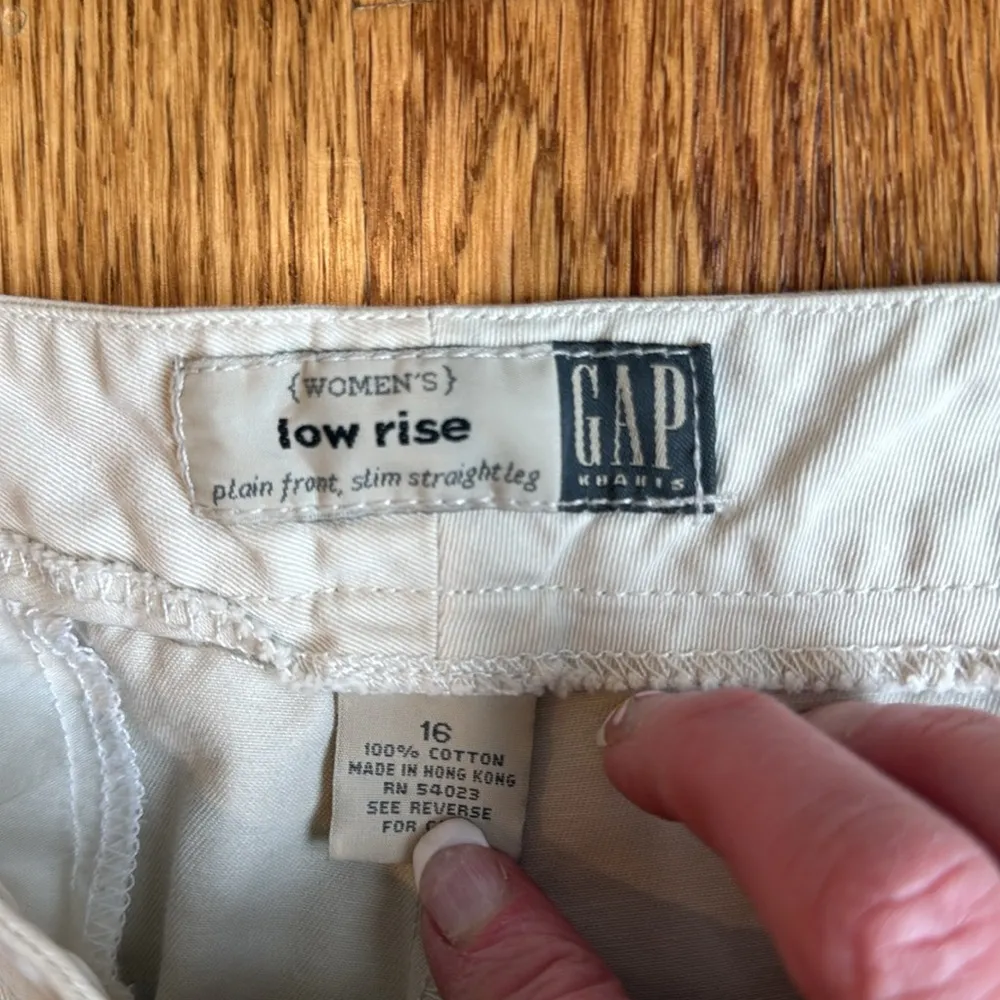 {WOMEN'S}
low rise
plain front, slim straight leg
GAP
KHAKIS
16
100% COTTON
MADE IN HONG KONG
RN 54023
SEE REVERSE
FOR